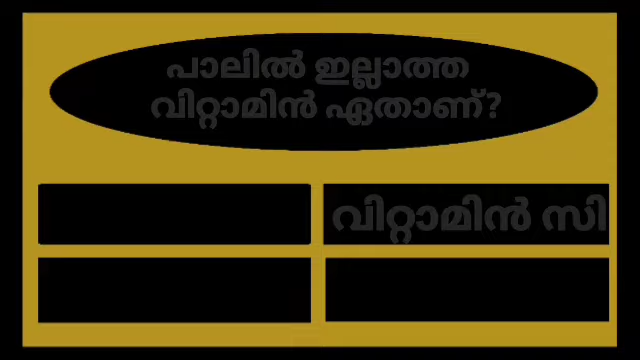 പാലിൽ ഇല്ലാത്ത
വിറ്റാമിൻ ഏതാണ്?
വിറ്റാമിൻ സി